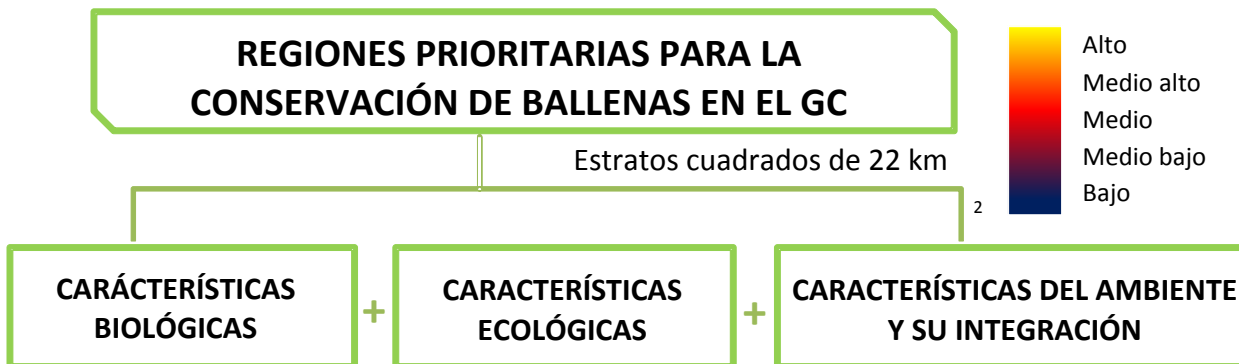 REGIONES PRIORITARIAS PARA LA
CONSERVACIÓN DE BALLENAS EN EL GC
Alto
Medio alto
Medio
Medio bajo
Bajo
Estratos cuadrados de 22 km
2
CARÁCTERÍSTICAS
BIOLÓGICAS
+
CARACTERÍSTICAS
ECOLÓGICAS
+
CARACTERÍSTICAS DEL AMBIENTE
Y SU INTEGRACIÓN